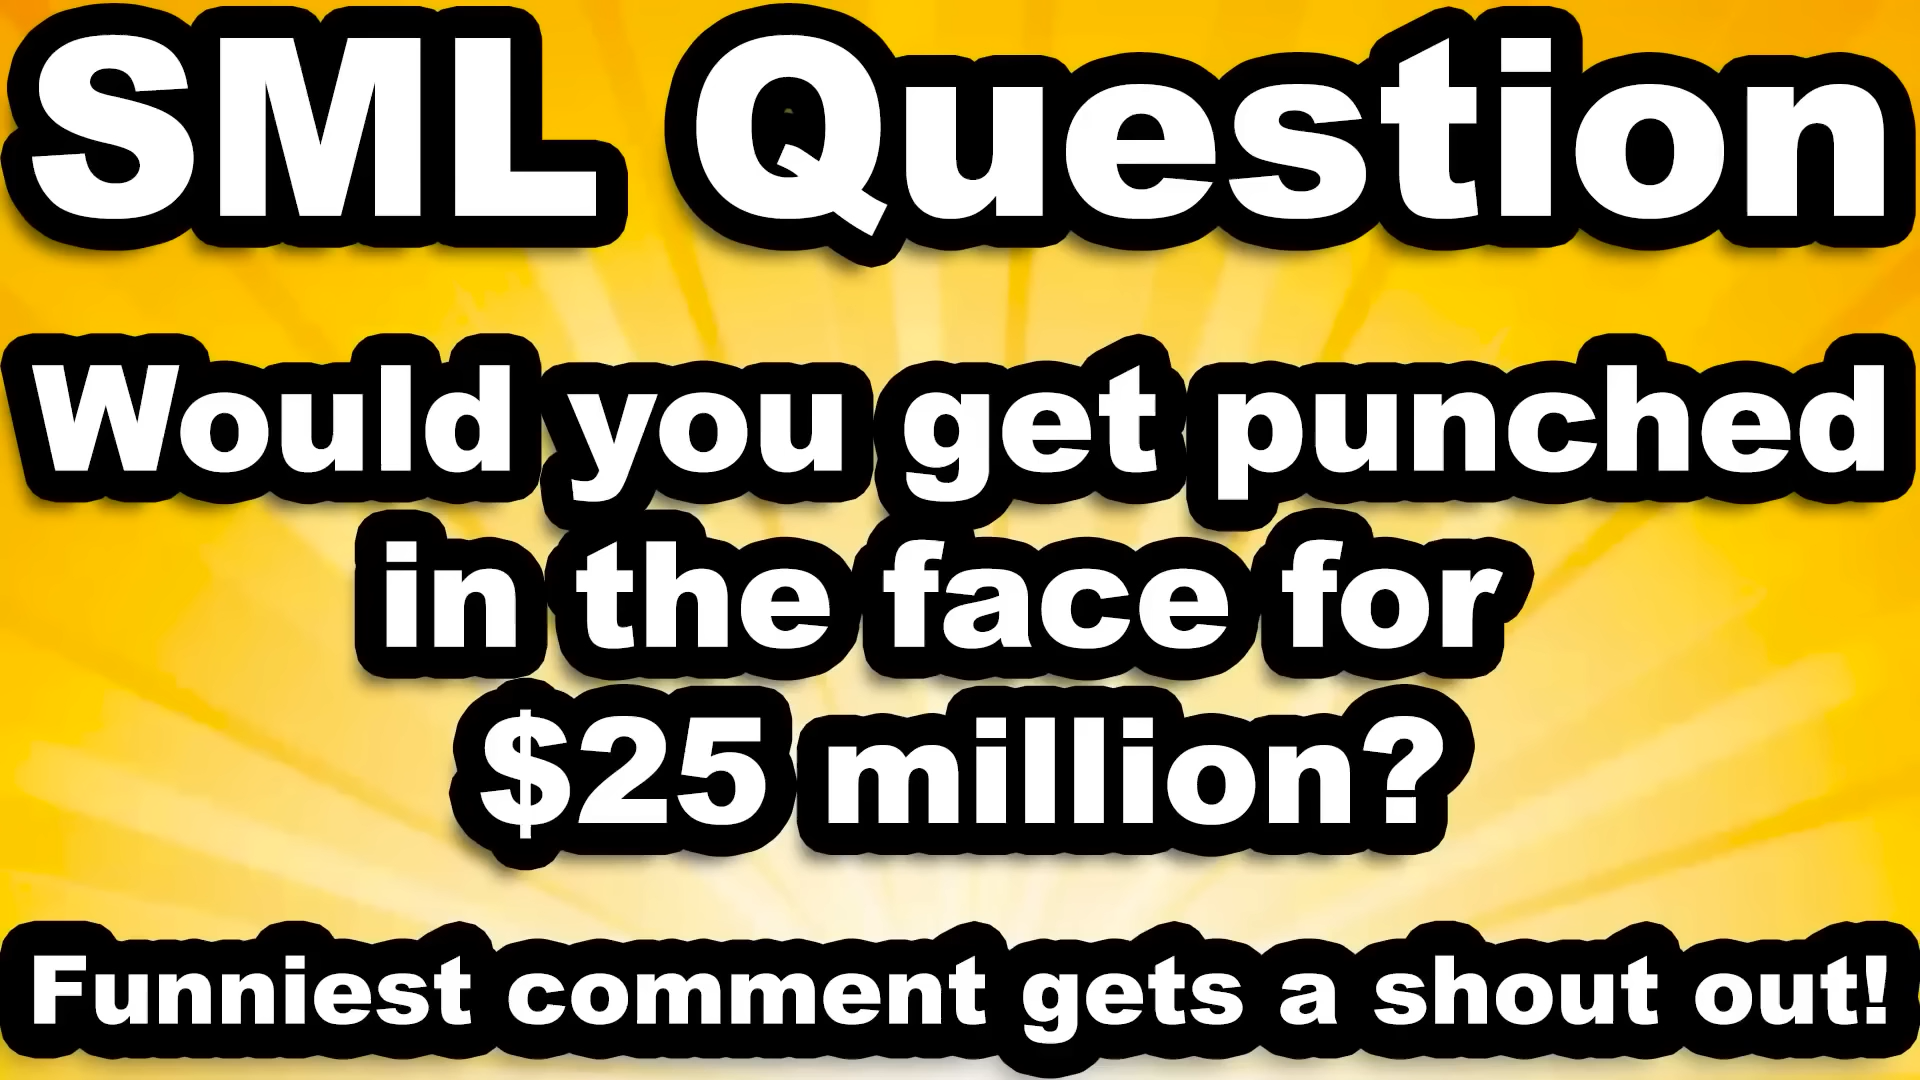 SML Question
Would you get punched
in the face for
$25 million?
Funniest comment gets a shout out!